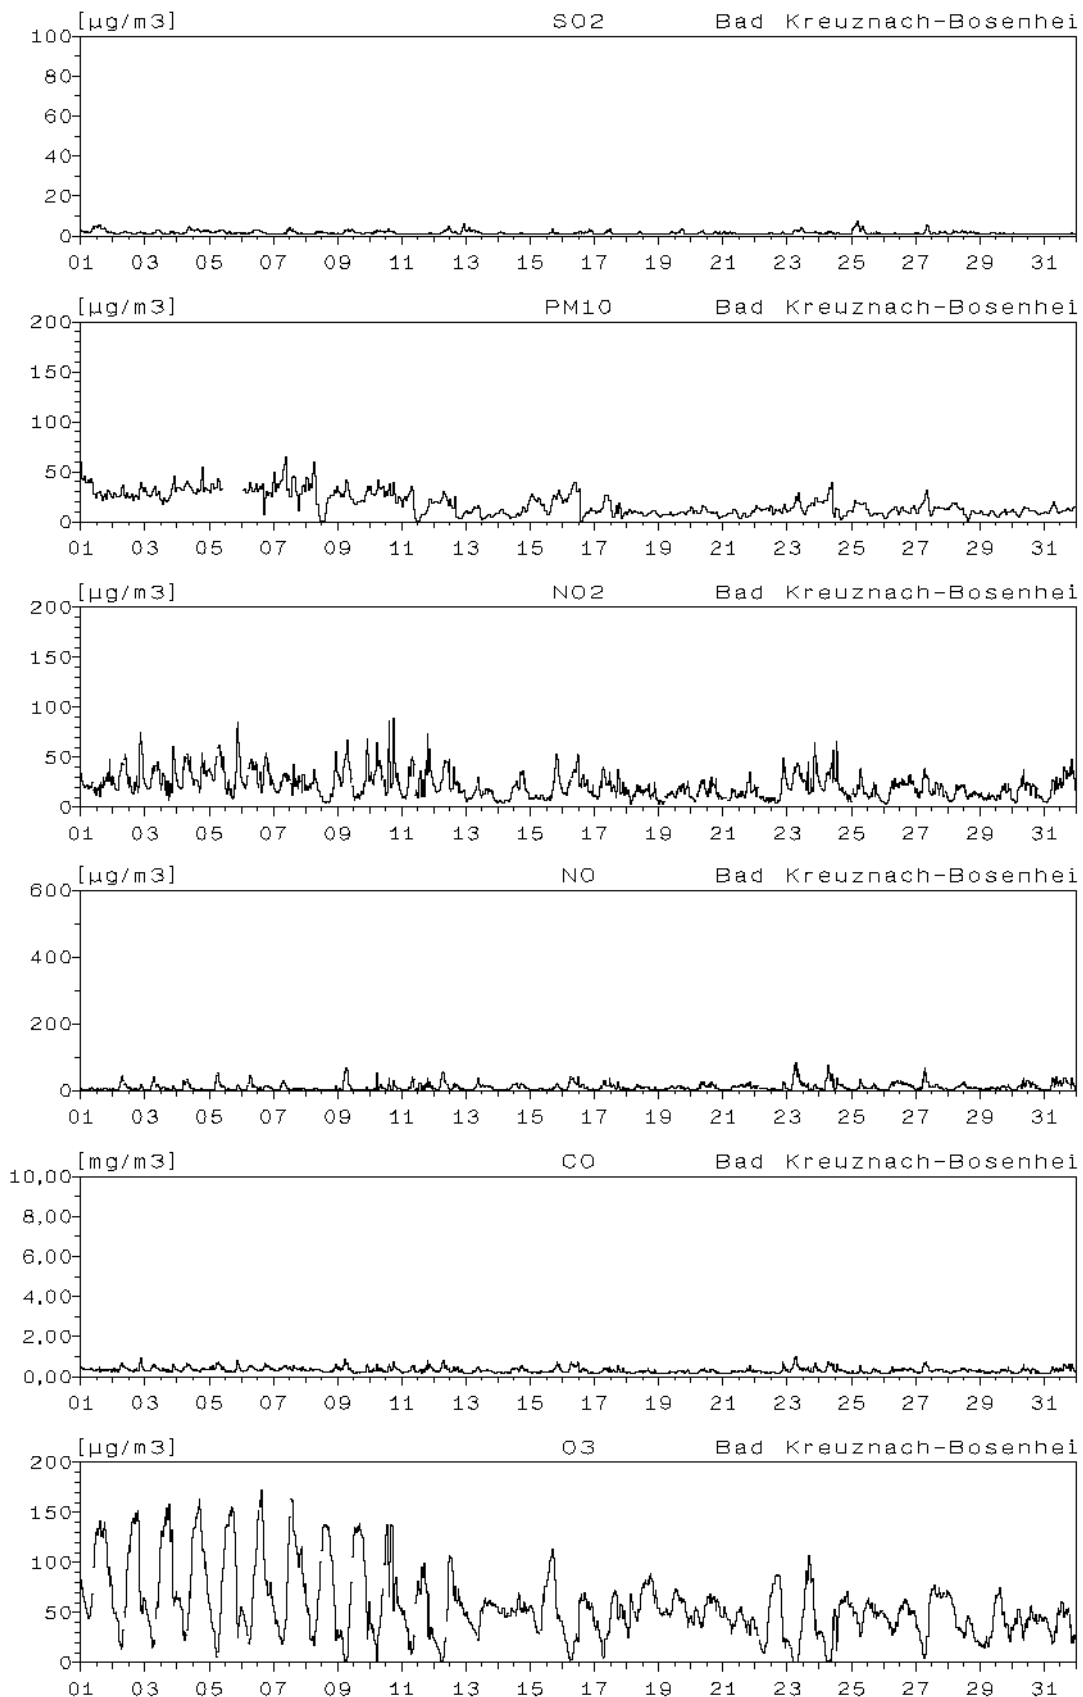 [µg/m3] SO2 Bad Kreuznach-Bosenhei
100
80
60
40
20
0
01 03 05 07 09 11 13 15 17 19 21 23 25 27 29 31
[µg/m3] PM10 Bad Kreuznach-Bosenhei
200
150
100
50
0
01 03 05 07 09 11 13 15 17 19 21 23 25 27 29 31
[µg/m3] NO2 Bad Kreuznach-Bosenhei
200
150
100
50
0
01 03 05 07 09 11 13 15 17 19 21 23 25 27 29 31
[µg/m3] NO Bad Kreuznach-Bosenhei
600
400
200
0
01 03 05 07 09 11 13 15 17 19 21 23 25 27 29 31
[mg/m3] CO Bad Kreuznach-Bosenhei
10,00
8,00
6,00
4,00
2,00
0,00
01 03 05 07 09 11 13 15 17 19 21 23 25 27 29 31
[µg/m3] O3 Bad Kreuznach-Bosenhei
200
150
100
50
0
01 03 05 07 09 11 13 15 17 19 21 23 25 27 29 31